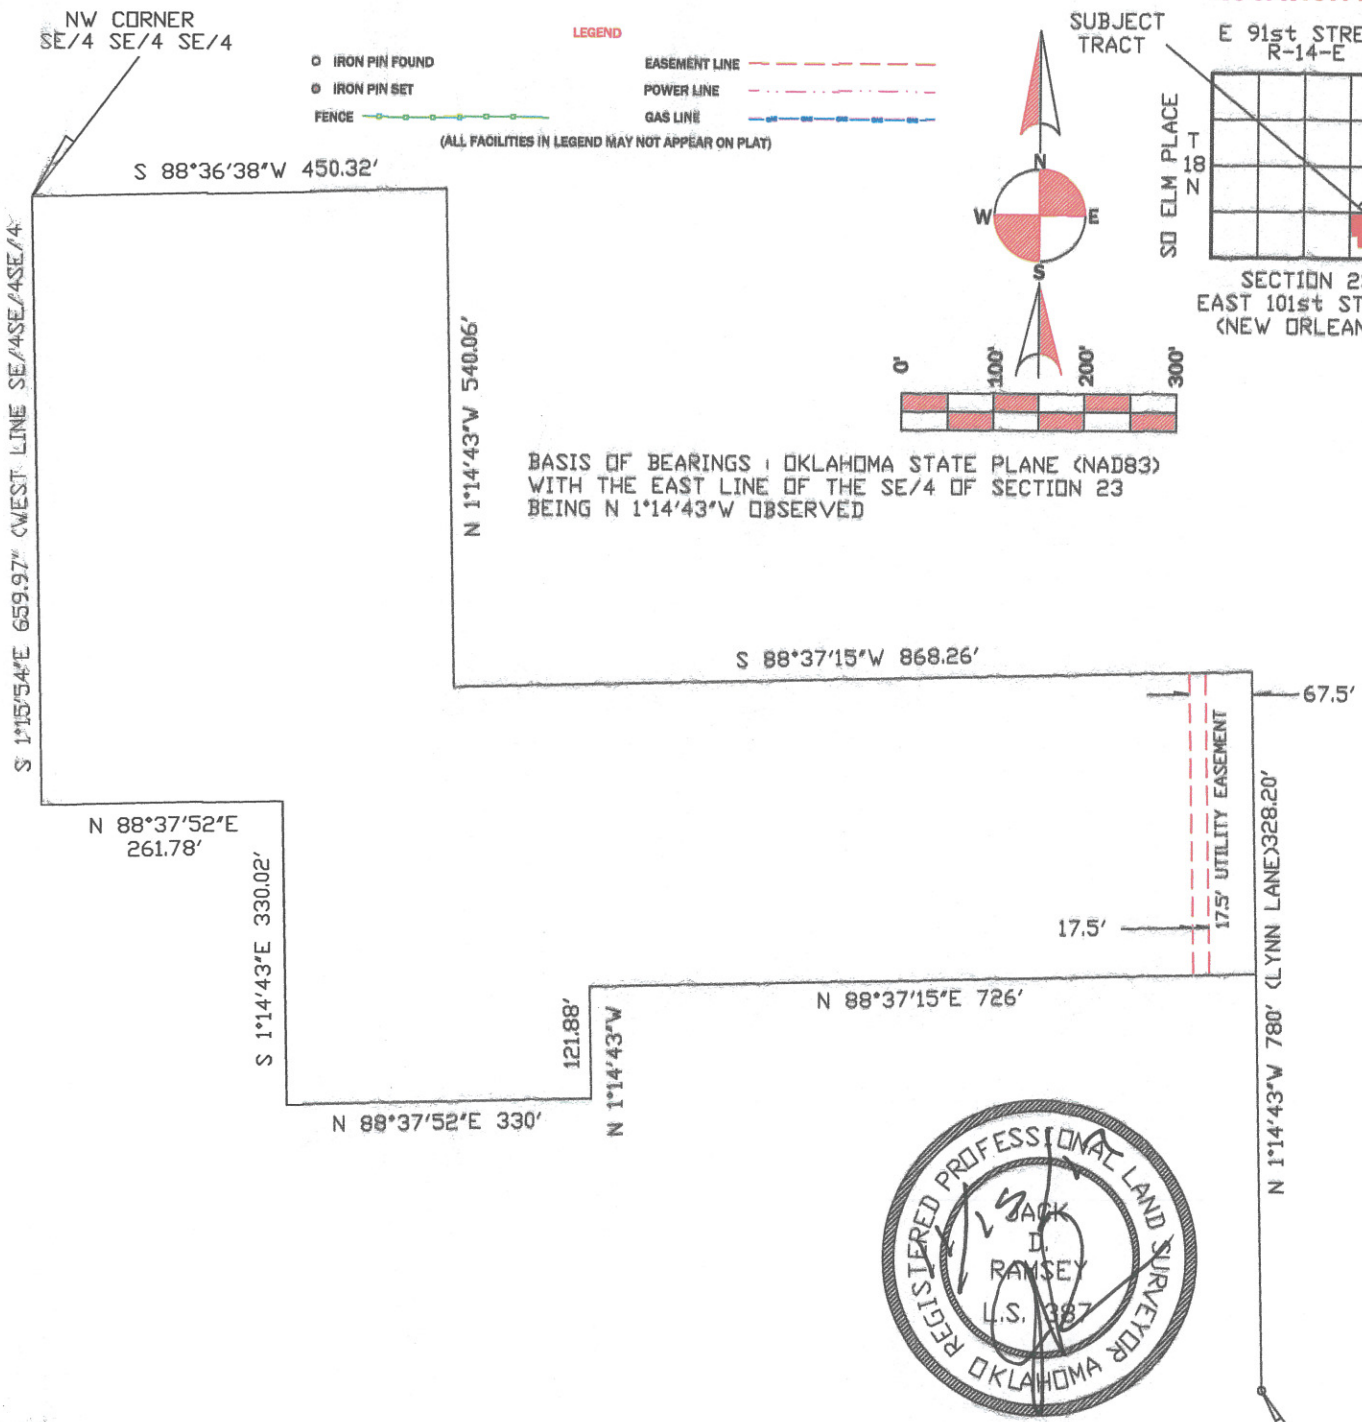 NW CORNER
SE/4 SE/4 SE/4
LEGEND
IRON PIN FOUND
IRON PIN SET
FENCE
EASEMENT LINE
POWER LINE
GAS LINE
(ALL FACILITIES IN LEGEND MAY NOT APPEAR ON PLAT)
SUBJECT
TRACT
E 91st STRE
R-14-E
SO ELM PLACE
T
18
N
SECTION 2
EAST 101st ST
(NEW ORLEAN
N
W
E
S
0'
100'
200'
300'
BASIS OF BEARINGS : OKLAHOMA STATE PLANE (NAD83)
WITH THE EAST LINE OF THE SE/4 OF SECTION 23
BEING N 1°14'43"W OBSERVED
S 88°36'38"W 450.32'
S 1°15'54"E 659.97" (WEST LINE SE/4SE/4SE/4
N 1°14'43"W 540.06'
S 88°37'15"W 868.26'
67.5'
17.5' UTILITY EASEMENT
17.5'
N 1°14'43"W 780' (LYNN LANE)328.20'
N 88°37'52"E
261.78'
S 1°14'43"E 330.02'
121.88'
N 1°14'43"W
N 88°37'15"E 726'
N 88°37'52"E 330'
REGISTERED PROFESSIONAL LAND SURVEYOR
OKLAHOMA
JACK
D.
RAMSEY
L.S. 387